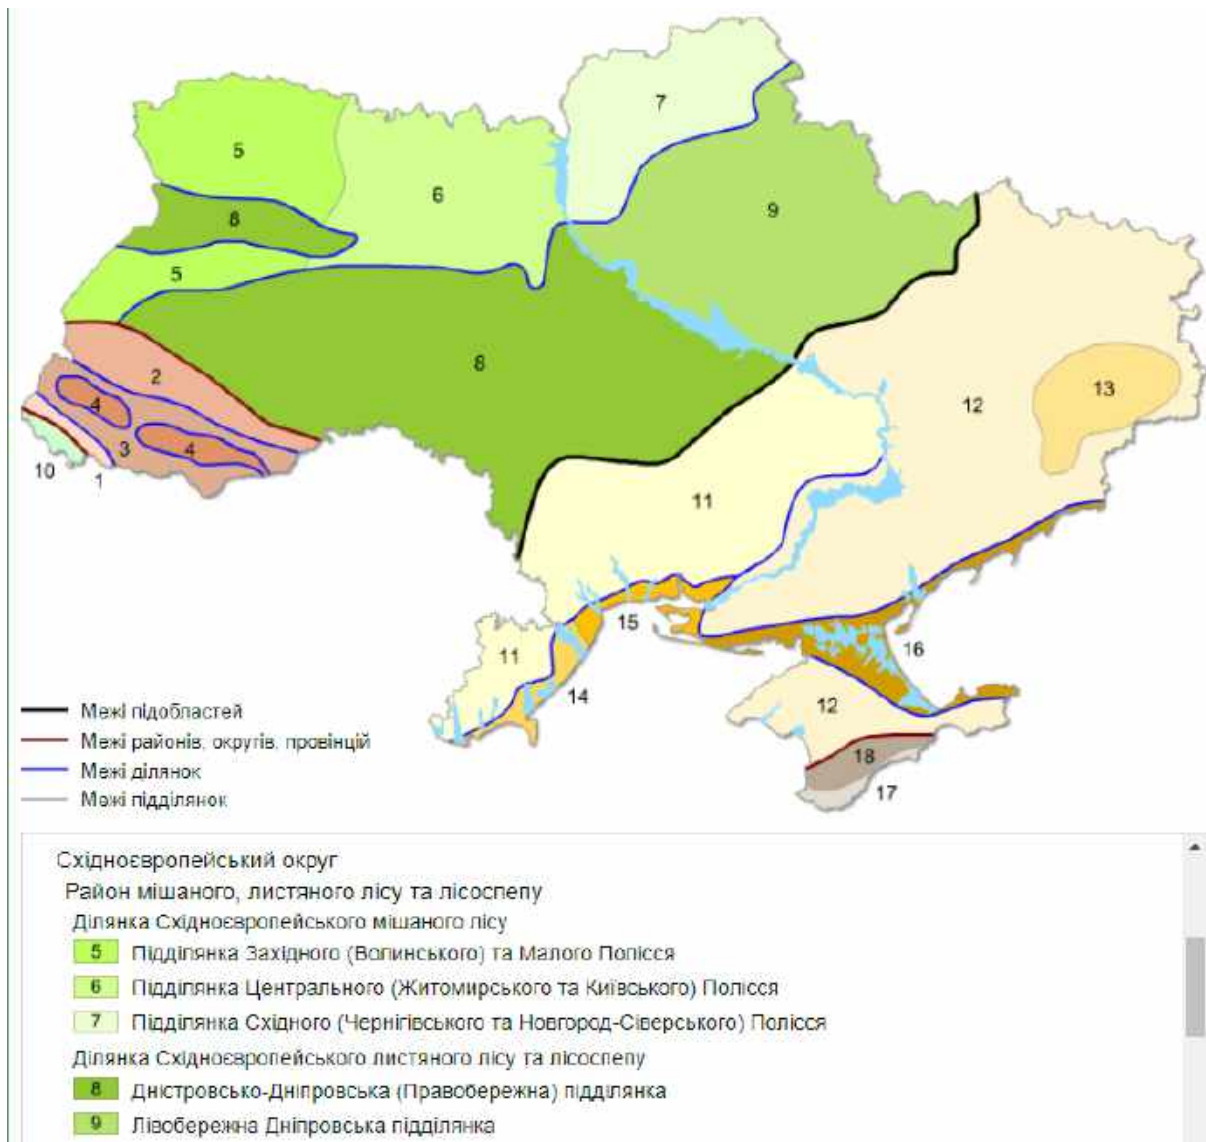 7
5
6
9
8
5
2
8
13
12
4
4
3
10
1
11
15
16
11
14
12
18
17
Межі підобластей
Межі районів, округів, провінцій
Межі ділянок
Межі підділянок
Східноєвропейський округ
Район мішаного, листяного лісу та лісоспепу
Ділянка Східноєвропейського мішаного лісу
5 Підділянка Західного (Волинського) та Малого Полісся
6 Підділянка Центрального (Житомирського та Київського) Полісся
7 Підділянка Східного (Чернігівського та Новгород-Сіверського) Полісся
Ділянка Східноєвропейського листяного лісу та лісоспепу
8 Дністровсько-Дніпровська (Правобережна) підділянка
9 Лівобережна Дніпровська підділянка